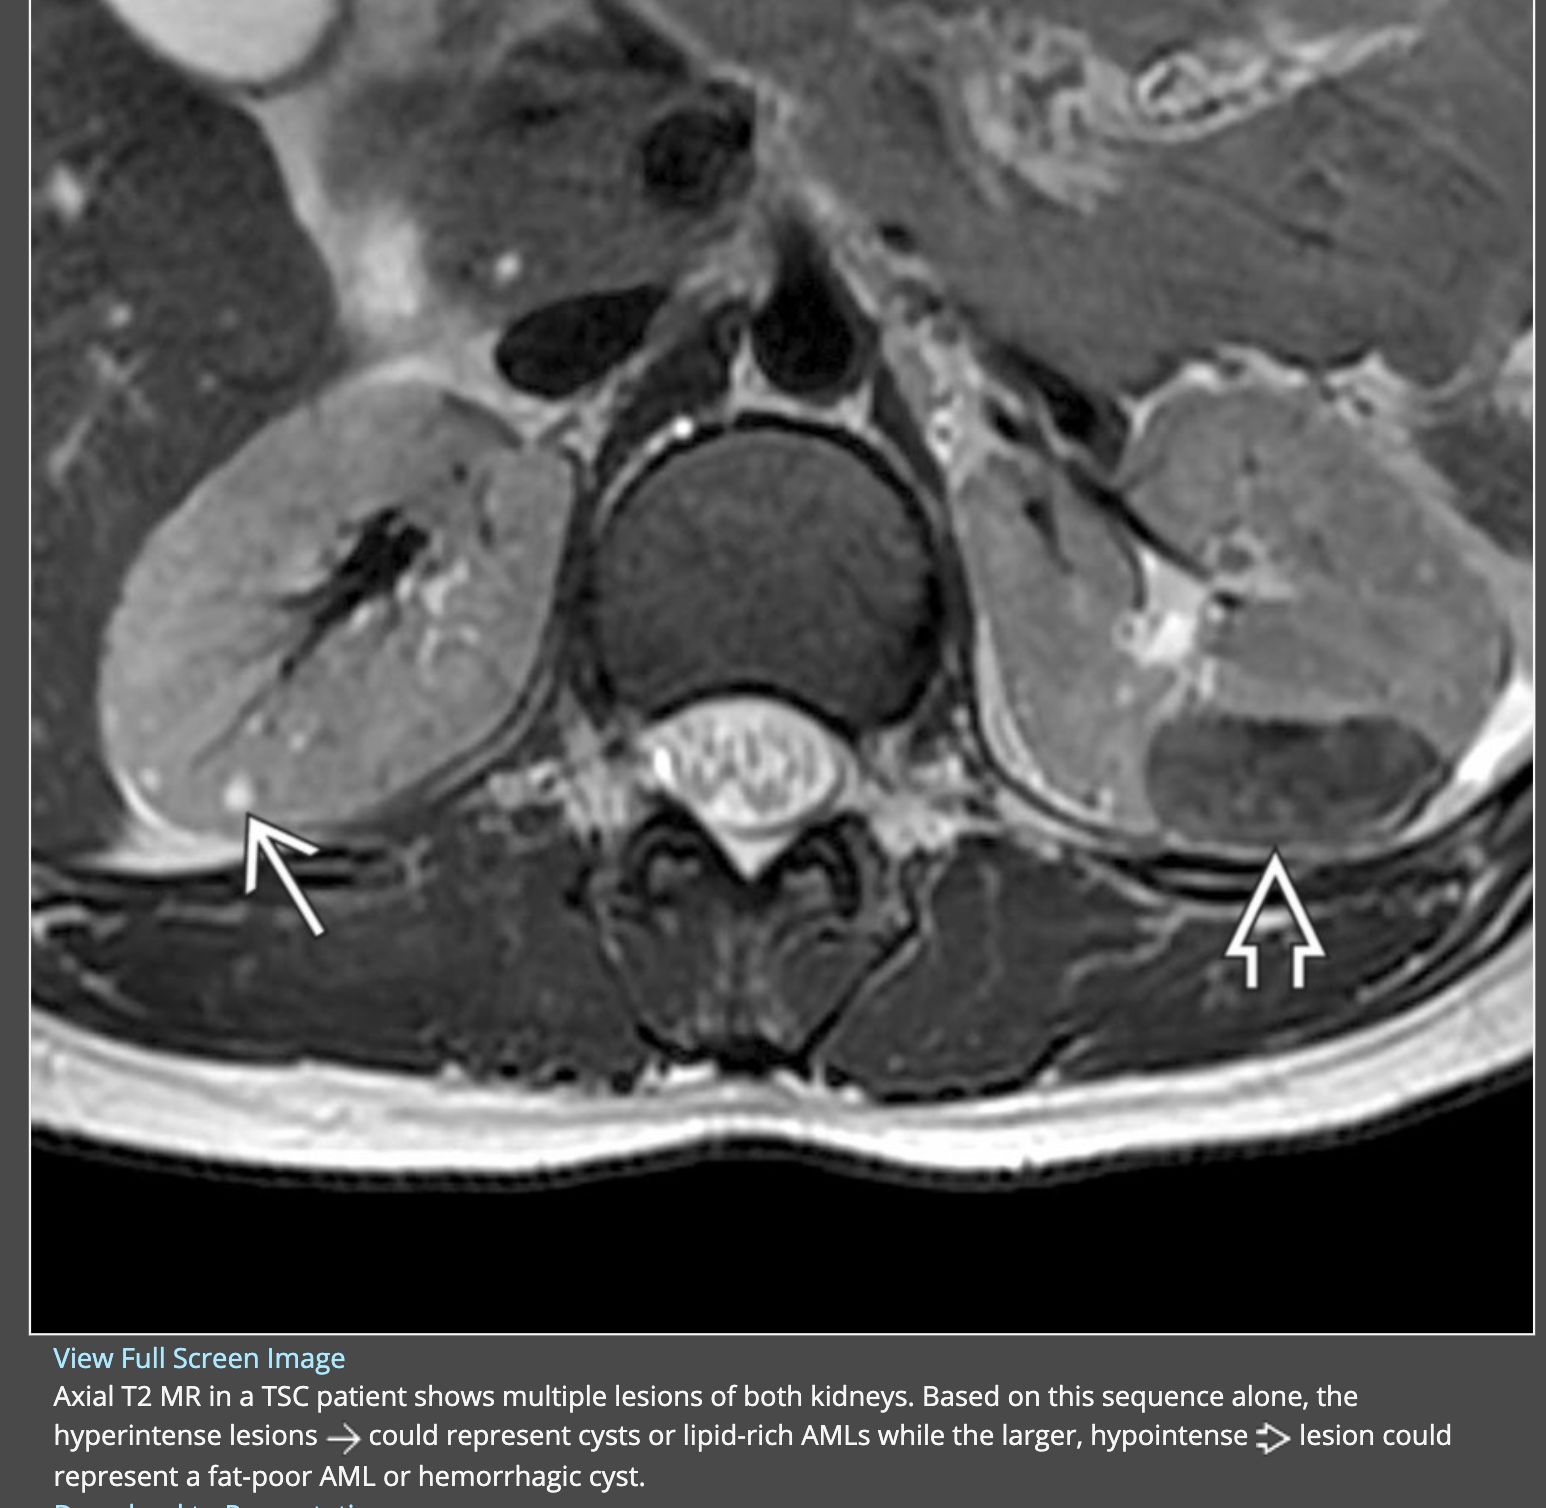 View Full Screen Image
Axial T2 MR in a TSC patient shows multiple lesions of both kidneys. Based on this sequence alone, the
hyperintense lesions could represent cysts or lipid-rich AMLs while the larger, hypointense lesion could
represent a fat-poor AML or hemorrhagic cyst.